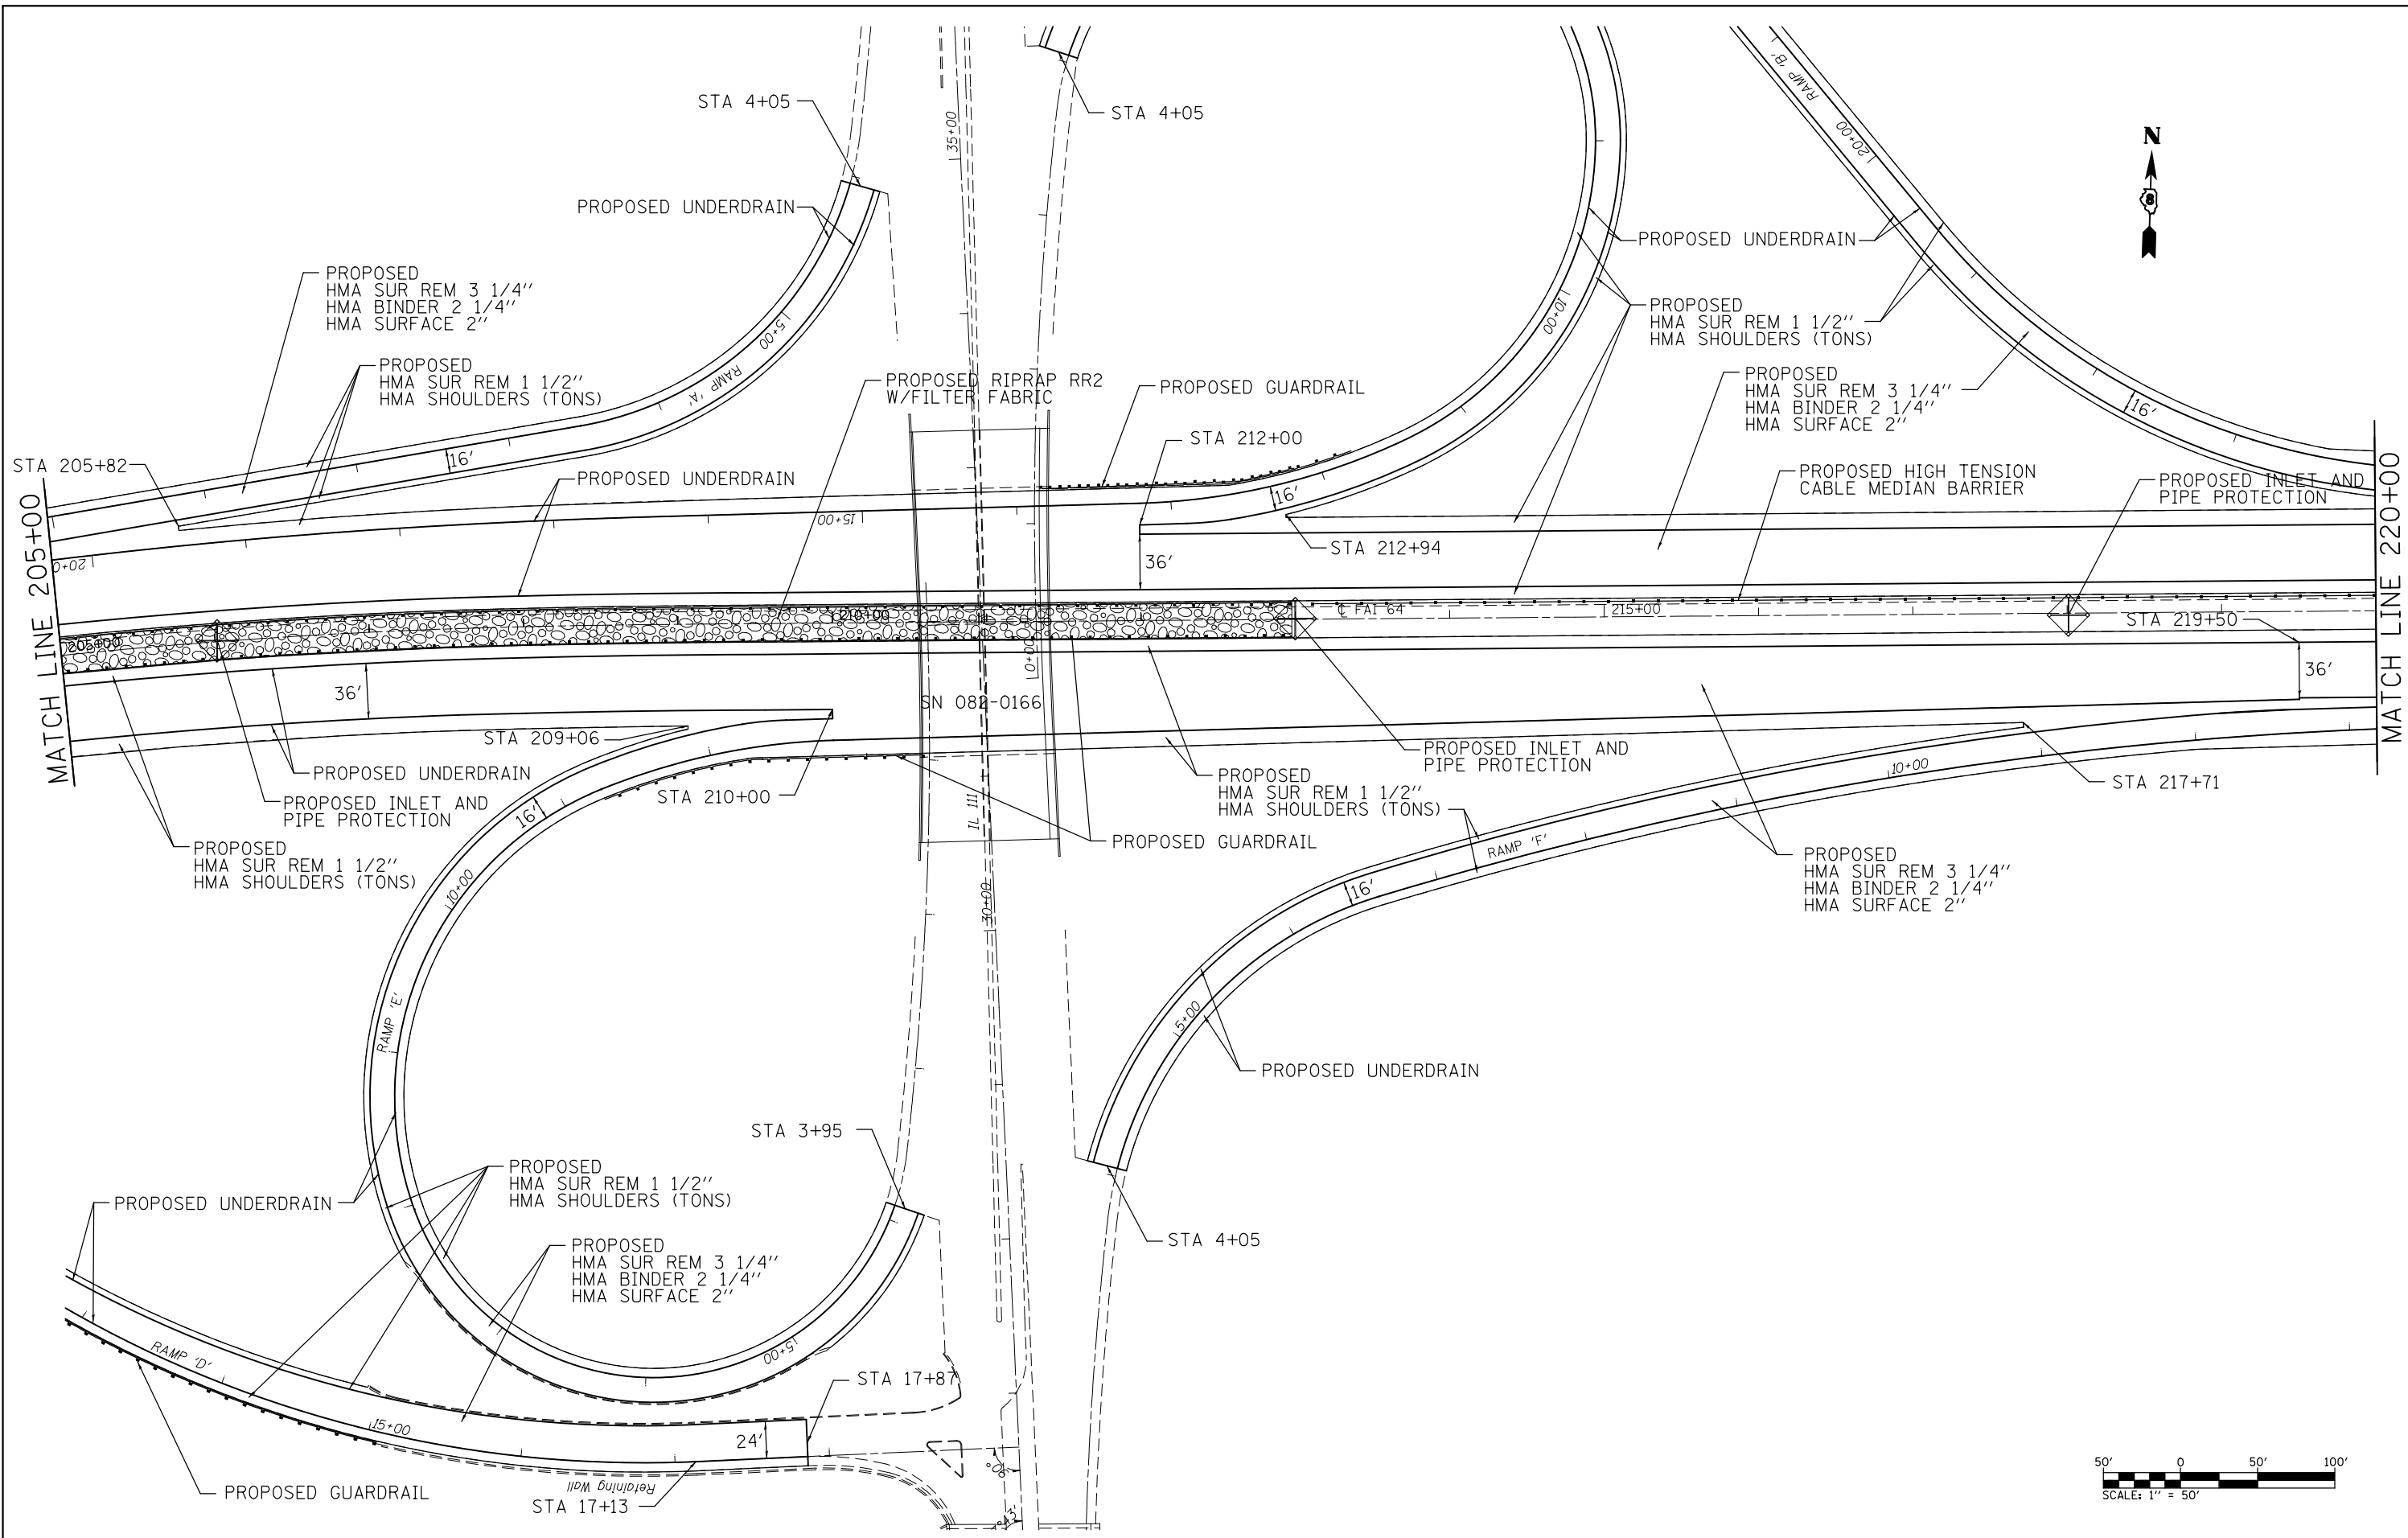 STA 4+05
STA 4+05
35+00
RAMP 'B'
20+00
N
8
PROPOSED UNDERDRAIN
PROPOSED UNDERDRAIN
PROPOSED
HMA SUR REM 3 1/4"
HMA BINDER 2 1/4"
HMA SURFACE 2"
PROPOSED
HMA SUR REM 1 1/2"
HMA SHOULDERS (TONS)
5+00
RAMP 'A'
10+00
PROPOSED
HMA SUR REM 1 1/2"
HMA SHOULDERS (TONS)
PROPOSED RIPRAP RR2
W/FILTER FABRIC
PROPOSED GUARDRAIL
PROPOSED
HMA SUR REM 3 1/4"
HMA BINDER 2 1/4"
HMA SURFACE 2"
16'
STA 205+82
16'
PROPOSED UNDERDRAIN
STA 212+00
PROPOSED HIGH TENSION
CABLE MEDIAN BARRIER
PROPOSED INLET AND
PIPE PROTECTION
16'
15+00
STA 212+94
MATCH LINE 205+00
MATCH LINE 220+00
20+0
36'
205+00
210+00
℄ FAI 64
215+00
STA 219+50
36'
0+00
36'
SN 082-0166
STA 209+06
PROPOSED UNDERDRAIN
PROPOSED INLET AND
PIPE PROTECTION
STA 210+00
16'
PROPOSED INLET AND
PIPE PROTECTION
PROPOSED
HMA SUR REM 1 1/2"
HMA SHOULDERS (TONS)
10+00
STA 217+71
IL 111
PROPOSED GUARDRAIL
RAMP 'F'
PROPOSED
HMA SUR REM 1 1/2"
HMA SHOULDERS (TONS)
PROPOSED
HMA SUR REM 3 1/4"
HMA BINDER 2 1/4"
HMA SURFACE 2"
10+00
30+00
16'
RAMP 'E'
5+00
PROPOSED UNDERDRAIN
STA 3+95
PROPOSED
HMA SUR REM 1 1/2"
HMA SHOULDERS (TONS)
PROPOSED UNDERDRAIN
STA 4+05
PROPOSED
HMA SUR REM 3 1/4"
HMA BINDER 2 1/4"
HMA SURFACE 2"
5+00
RAMP 'D'
STA 17+87
15+00
24'
90°
Retaining Wall
PROPOSED GUARDRAIL
STA 17+13
50' 0 50' 100'
SCALE: 1" = 50'